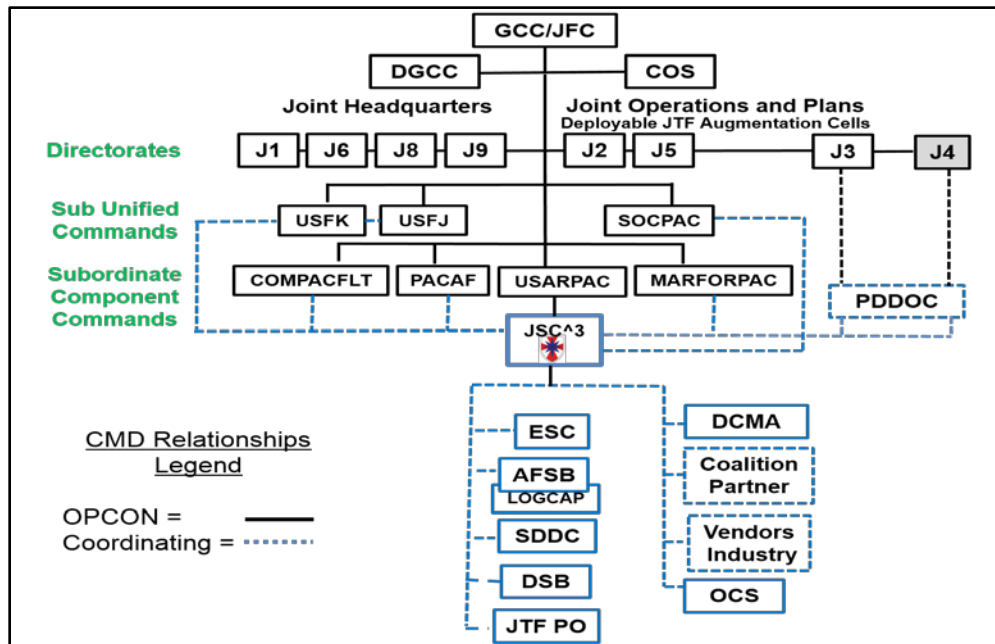 GCC/JFC
DGCC
COS
Joint Headquarters
Joint Operations and Plans
Deployable JTF Augmentation Cells
Directorates
J1
J6
J8
J9
J2
J5
J3
J4
Sub Unified
Commands
USFK
USFJ
SOCPAC
Subordinate
Component
Commands
COMPACFLT
PACAF
USARPAC
MARFORPAC
PDDOC
JSC^3
CMD Relationships
Legend
OPCON =
Coordinating =
ESC
AFSB
LOGCAP
SDDC
DSB
JTF PO
DCMA
Coalition
Partner
Vendors
Industry
OCS